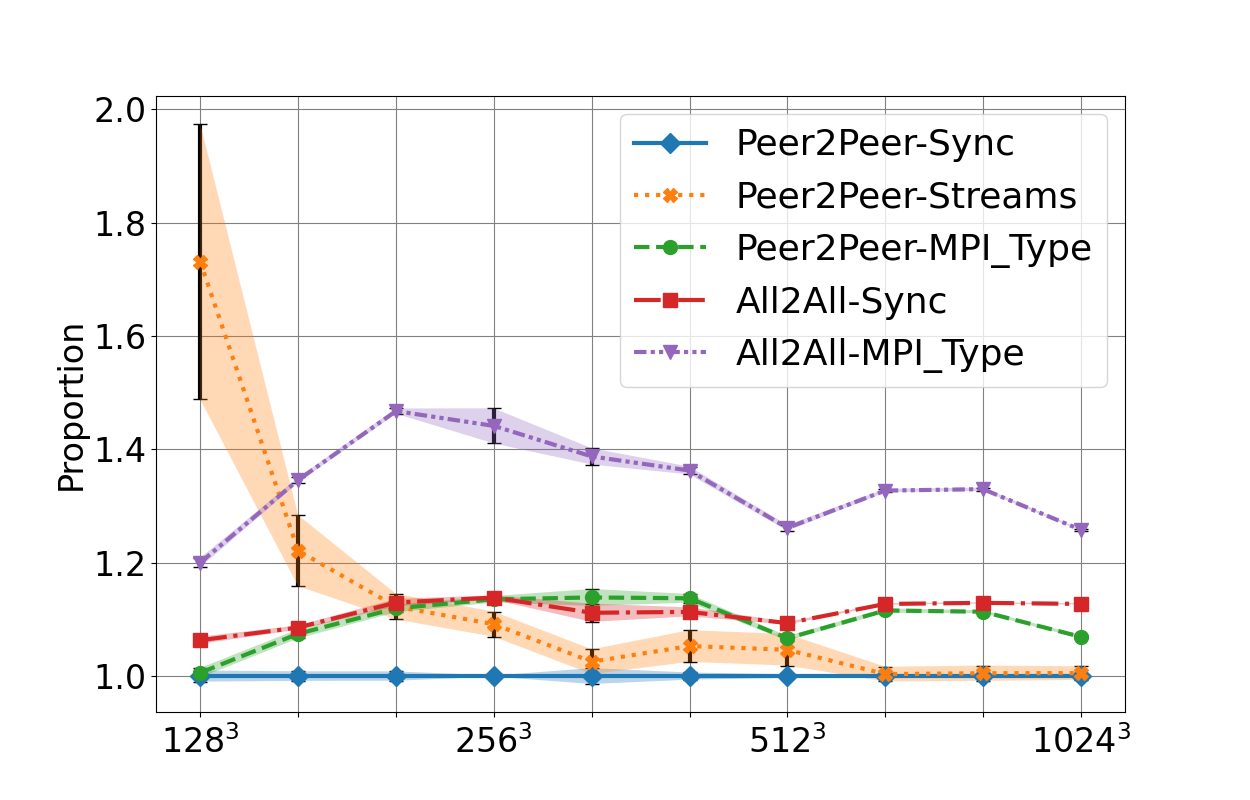 Proportion
2.0
1.8
1.6
1.4
1.2
1.0
Peer2Peer-Sync
Peer2Peer-Streams
Peer2Peer-MPI_Type
All2All-Sync
All2All-MPI_Type
128³ 256³ 512³ 1024³